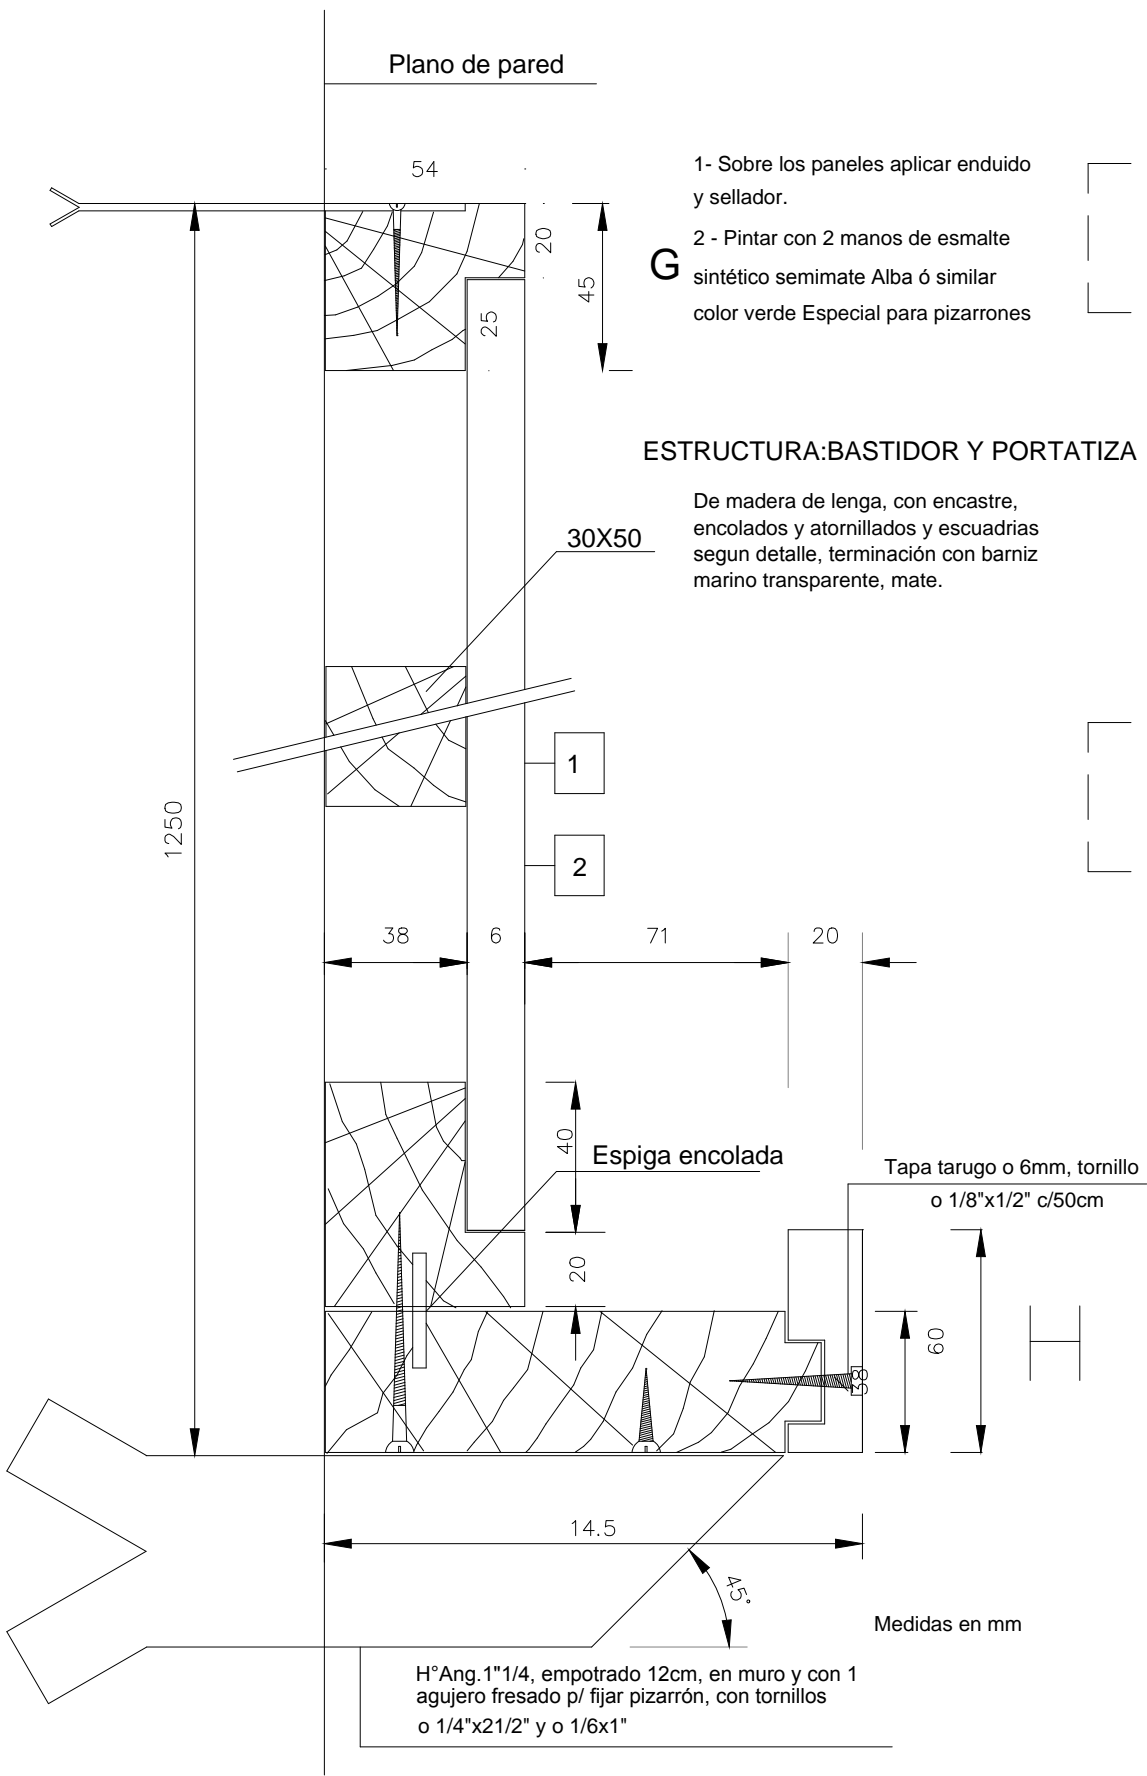 Plano de pared
54
1- Sobre los paneles aplicar enduido
y sellador.
2 - Pintar con 2 manos de esmalte
G
sintético semimate Alba ó similar
color verde Especial para pizarrones
20
45
25
ESTRUCTURA:BASTIDOR Y PORTATIZA
De madera de lenga, con encastre,
encolados y atornillados y escuadrias
segun detalle, terminación con barniz
marino transparente, mate.
30X50
1
1250
2
38
6
71
20
40
Espiga encolada
Tapa tarugo o 6mm, tornillo
o 1/8"x1/2" c/50cm
20
60
H
38
14.5
45°
Medidas en mm
H°Ang.1"1/4, empotrado 12cm, en muro y con 1
agujero fresado p/ fijar pizarrón, con tornillos
o 1/4"x21/2" y o 1/6x1"